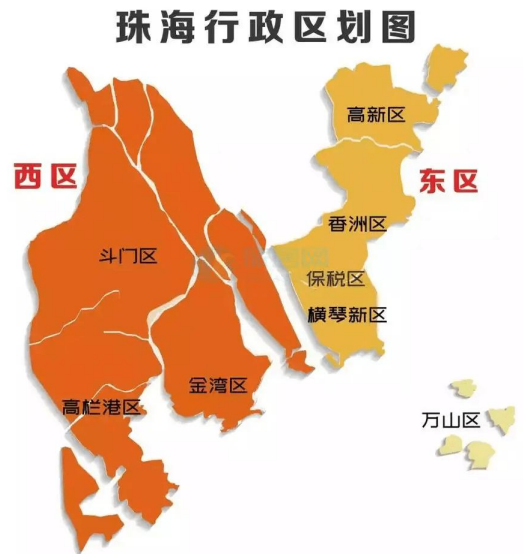 珠海行政区划图
高新区
西区
东区
香洲区
斗门区
保税区
横琴新区
金湾区
高栏港区
万山区